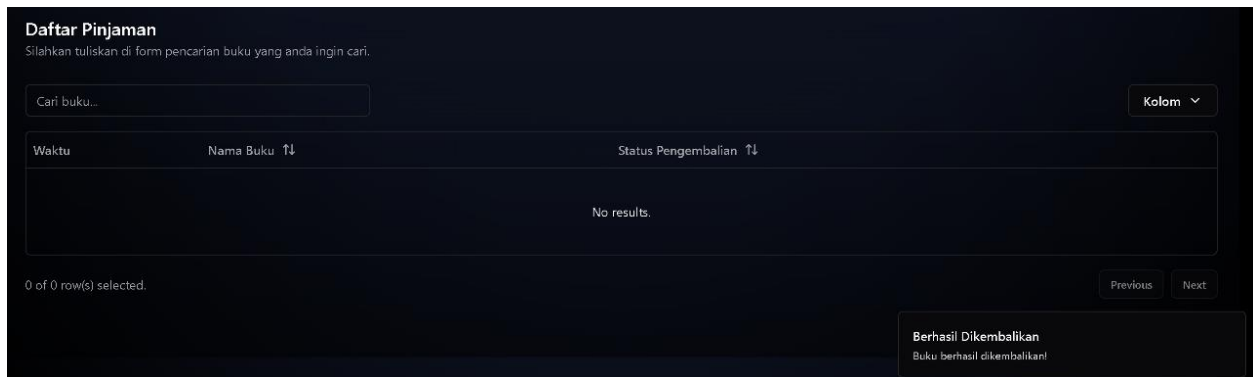 Daftar Pinjaman
Silahkan tuliskan di form pencarian buku yang anda ingin cari.
Cari buku...
Kolom
Waktu Nama Buku Status Pengembalian
No results.
0 of 0 row(s) selected.
Previous Next
Berhasil Dikembalikan
Buku berhasil dikembalikan!